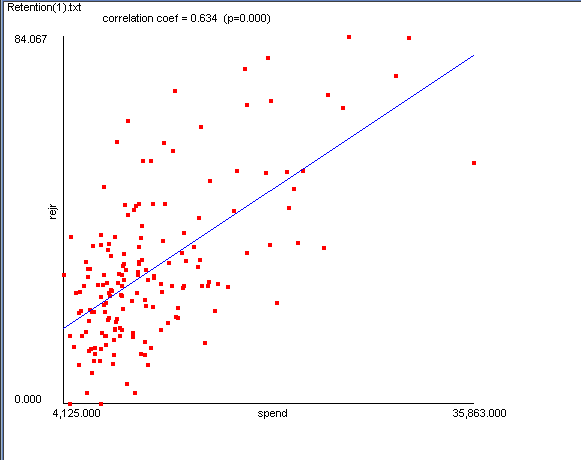 Retention(1).txt
correlation coef = 0.634 (p=0.000)
84.067
rejr
0.000
4,125.000 spend 35,863.000